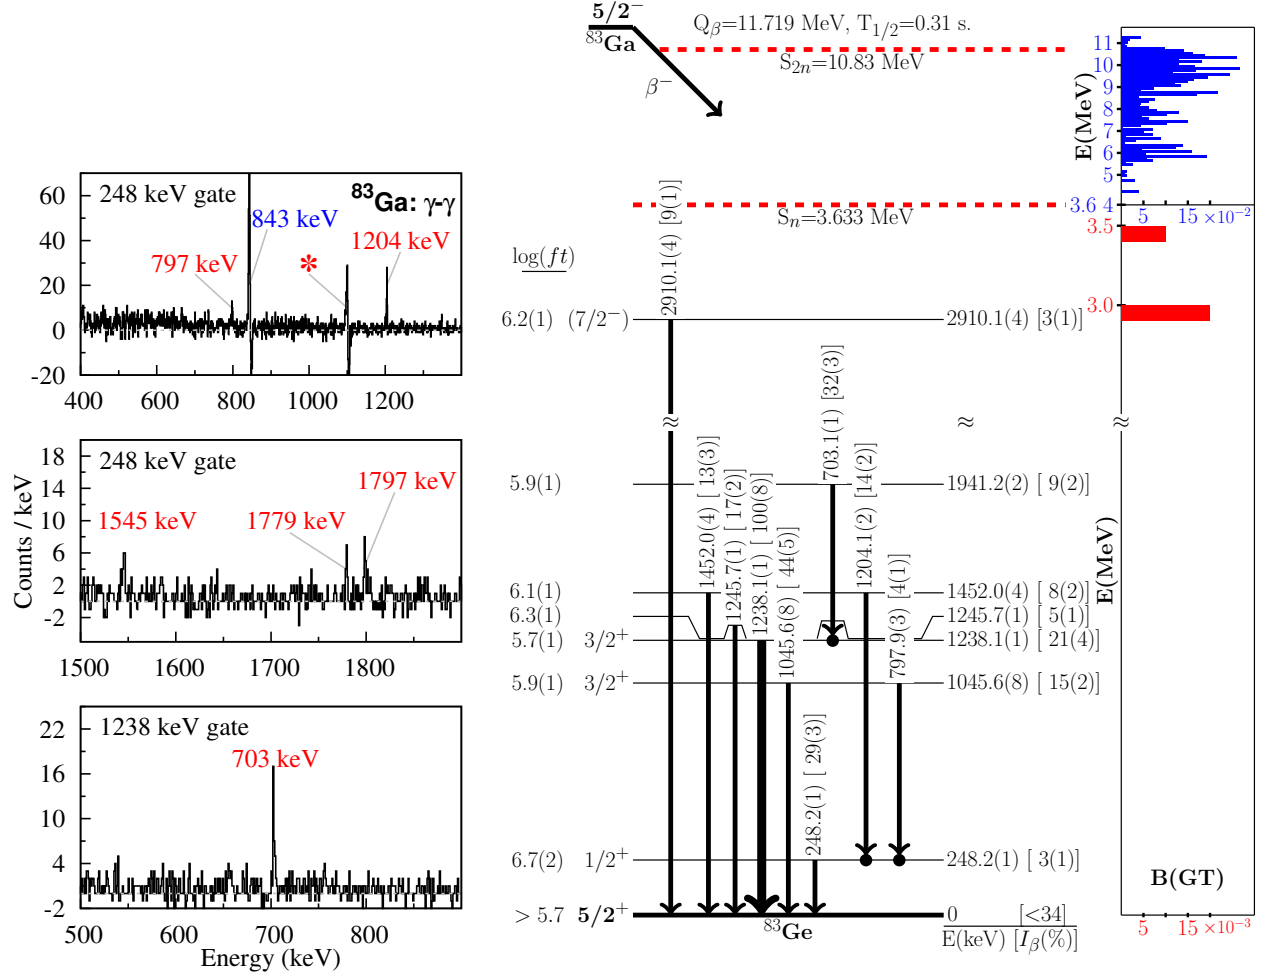 248 keV gate
⁸³Ga: γ-γ
843 keV
1204 keV
797 keV
*
60
40
20
0
-20
400 600 800 1000 1200
248 keV gate
1797 keV
1545 keV
1779 keV
18
14
10
6
2
-2
1500 1600 1700 1800
Counts / keV
1238 keV gate
703 keV
22
16
10
4
-2
500 600 700 800
Energy (keV)
5/2⁻
⁸³Ga
Q_β=11.719 MeV, T_1/2=0.31 s.
S_2n=10.83 MeV
β⁻
S_n=3.633 MeV
log(ft)
6.2(1) (7/2⁻) 2910.1(4) [3(1)]
5.9(1) 1941.2(2) [ 9(2)]
6.1(1) 1452.0(4) [ 8(2)]
6.3(1) 1245.7(1) [ 5(1)]
5.7(1) 3/2⁺ 1238.1(1) [ 21(4)]
5.9(1) 3/2⁺ 1045.6(8) [ 15(2)]
6.7(2) 1/2⁺ 248.2(1) [ 3(1)]
> 5.7 5/2⁺ 0 [<34]
⁸³Ge
E(keV) [I_β(%)]
2910.1(4) [9(1)]
1452.0(4) [ 13(3)]
1245.7(1) [ 17(2)]
1238.1(1) [ 100(8)]
1045.6(8) [ 44(5)]
248.2(1) [ 29(3)]
703.1(1) [32(3)]
1204.1(2) [14(2)]
797.9(3) [4(1)]
≈ ≈ ≈
E(MeV)
11
10
9
8
7
6
5
3.6 4
5 15 ×10⁻²
3.5
3.0
E(MeV)
B(GT)
5 15 ×10⁻³